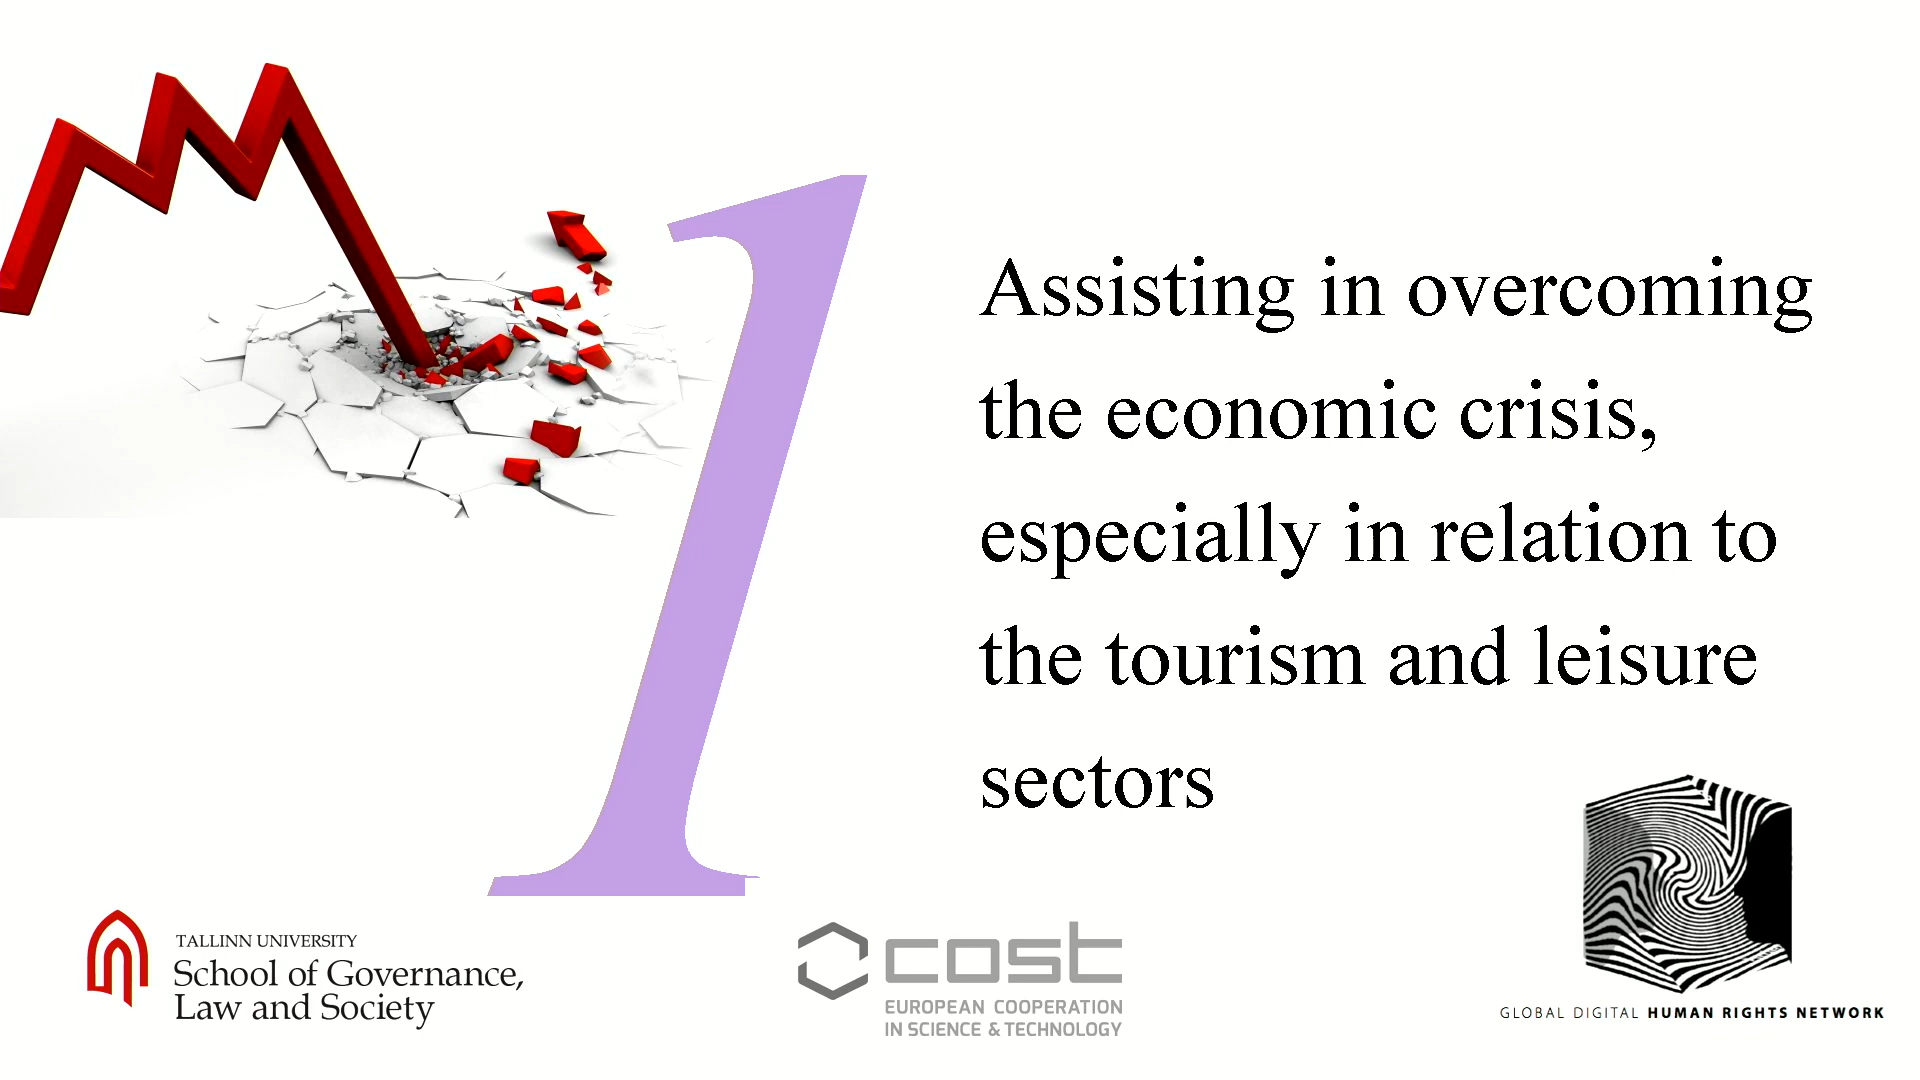 1
Assisting in overcoming
the economic crisis,
especially in relation to
the tourism and leisure
sectors
TALLINN UNIVERSITY
School of Governance,
Law and Society
cost
EUROPEAN COOPERATION
IN SCIENCE & TECHNOLOGY
GLOBAL DIGITAL HUMAN RIGHTS NETWORK